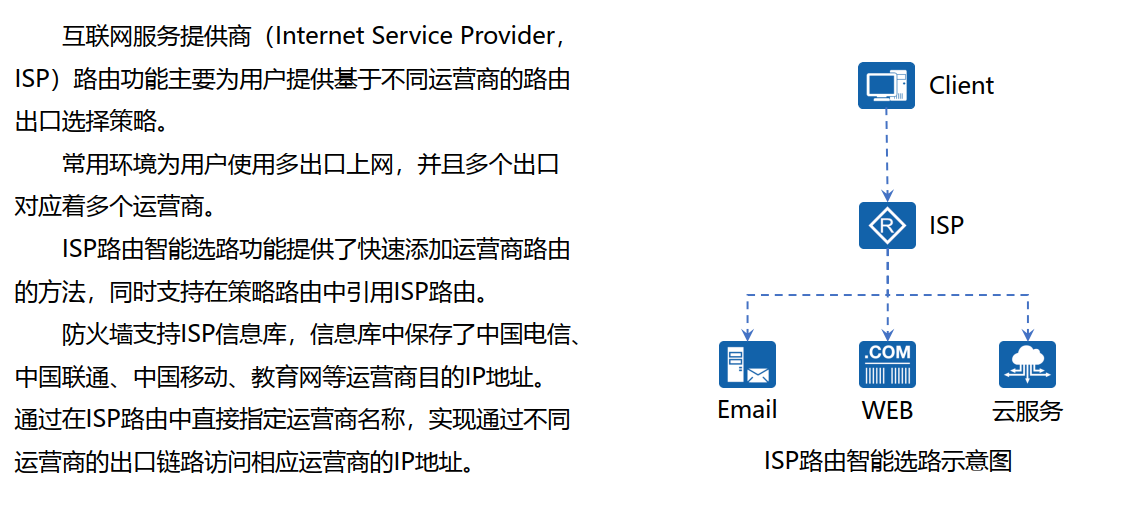 互联网服务提供商（Internet Service Provider，
ISP）路由功能主要为用户提供基于不同运营商的路由
出口选择策略。
常用环境为用户使用多出口上网，并且多个出口
对应着多个运营商。
ISP路由智能选路功能提供了快速添加运营商路由
的方法，同时支持在策略路由中引用ISP路由。
防火墙支持ISP信息库，信息库中保存了中国电信、
中国联通、中国移动、教育网等运营商目的IP地址。
通过在ISP路由中直接指定运营商名称，实现通过不同
运营商的出口链路访问相应运营商的IP地址。
Client
R
ISP
.COM
Email
WEB
云服务
ISP路由智能选路示意图